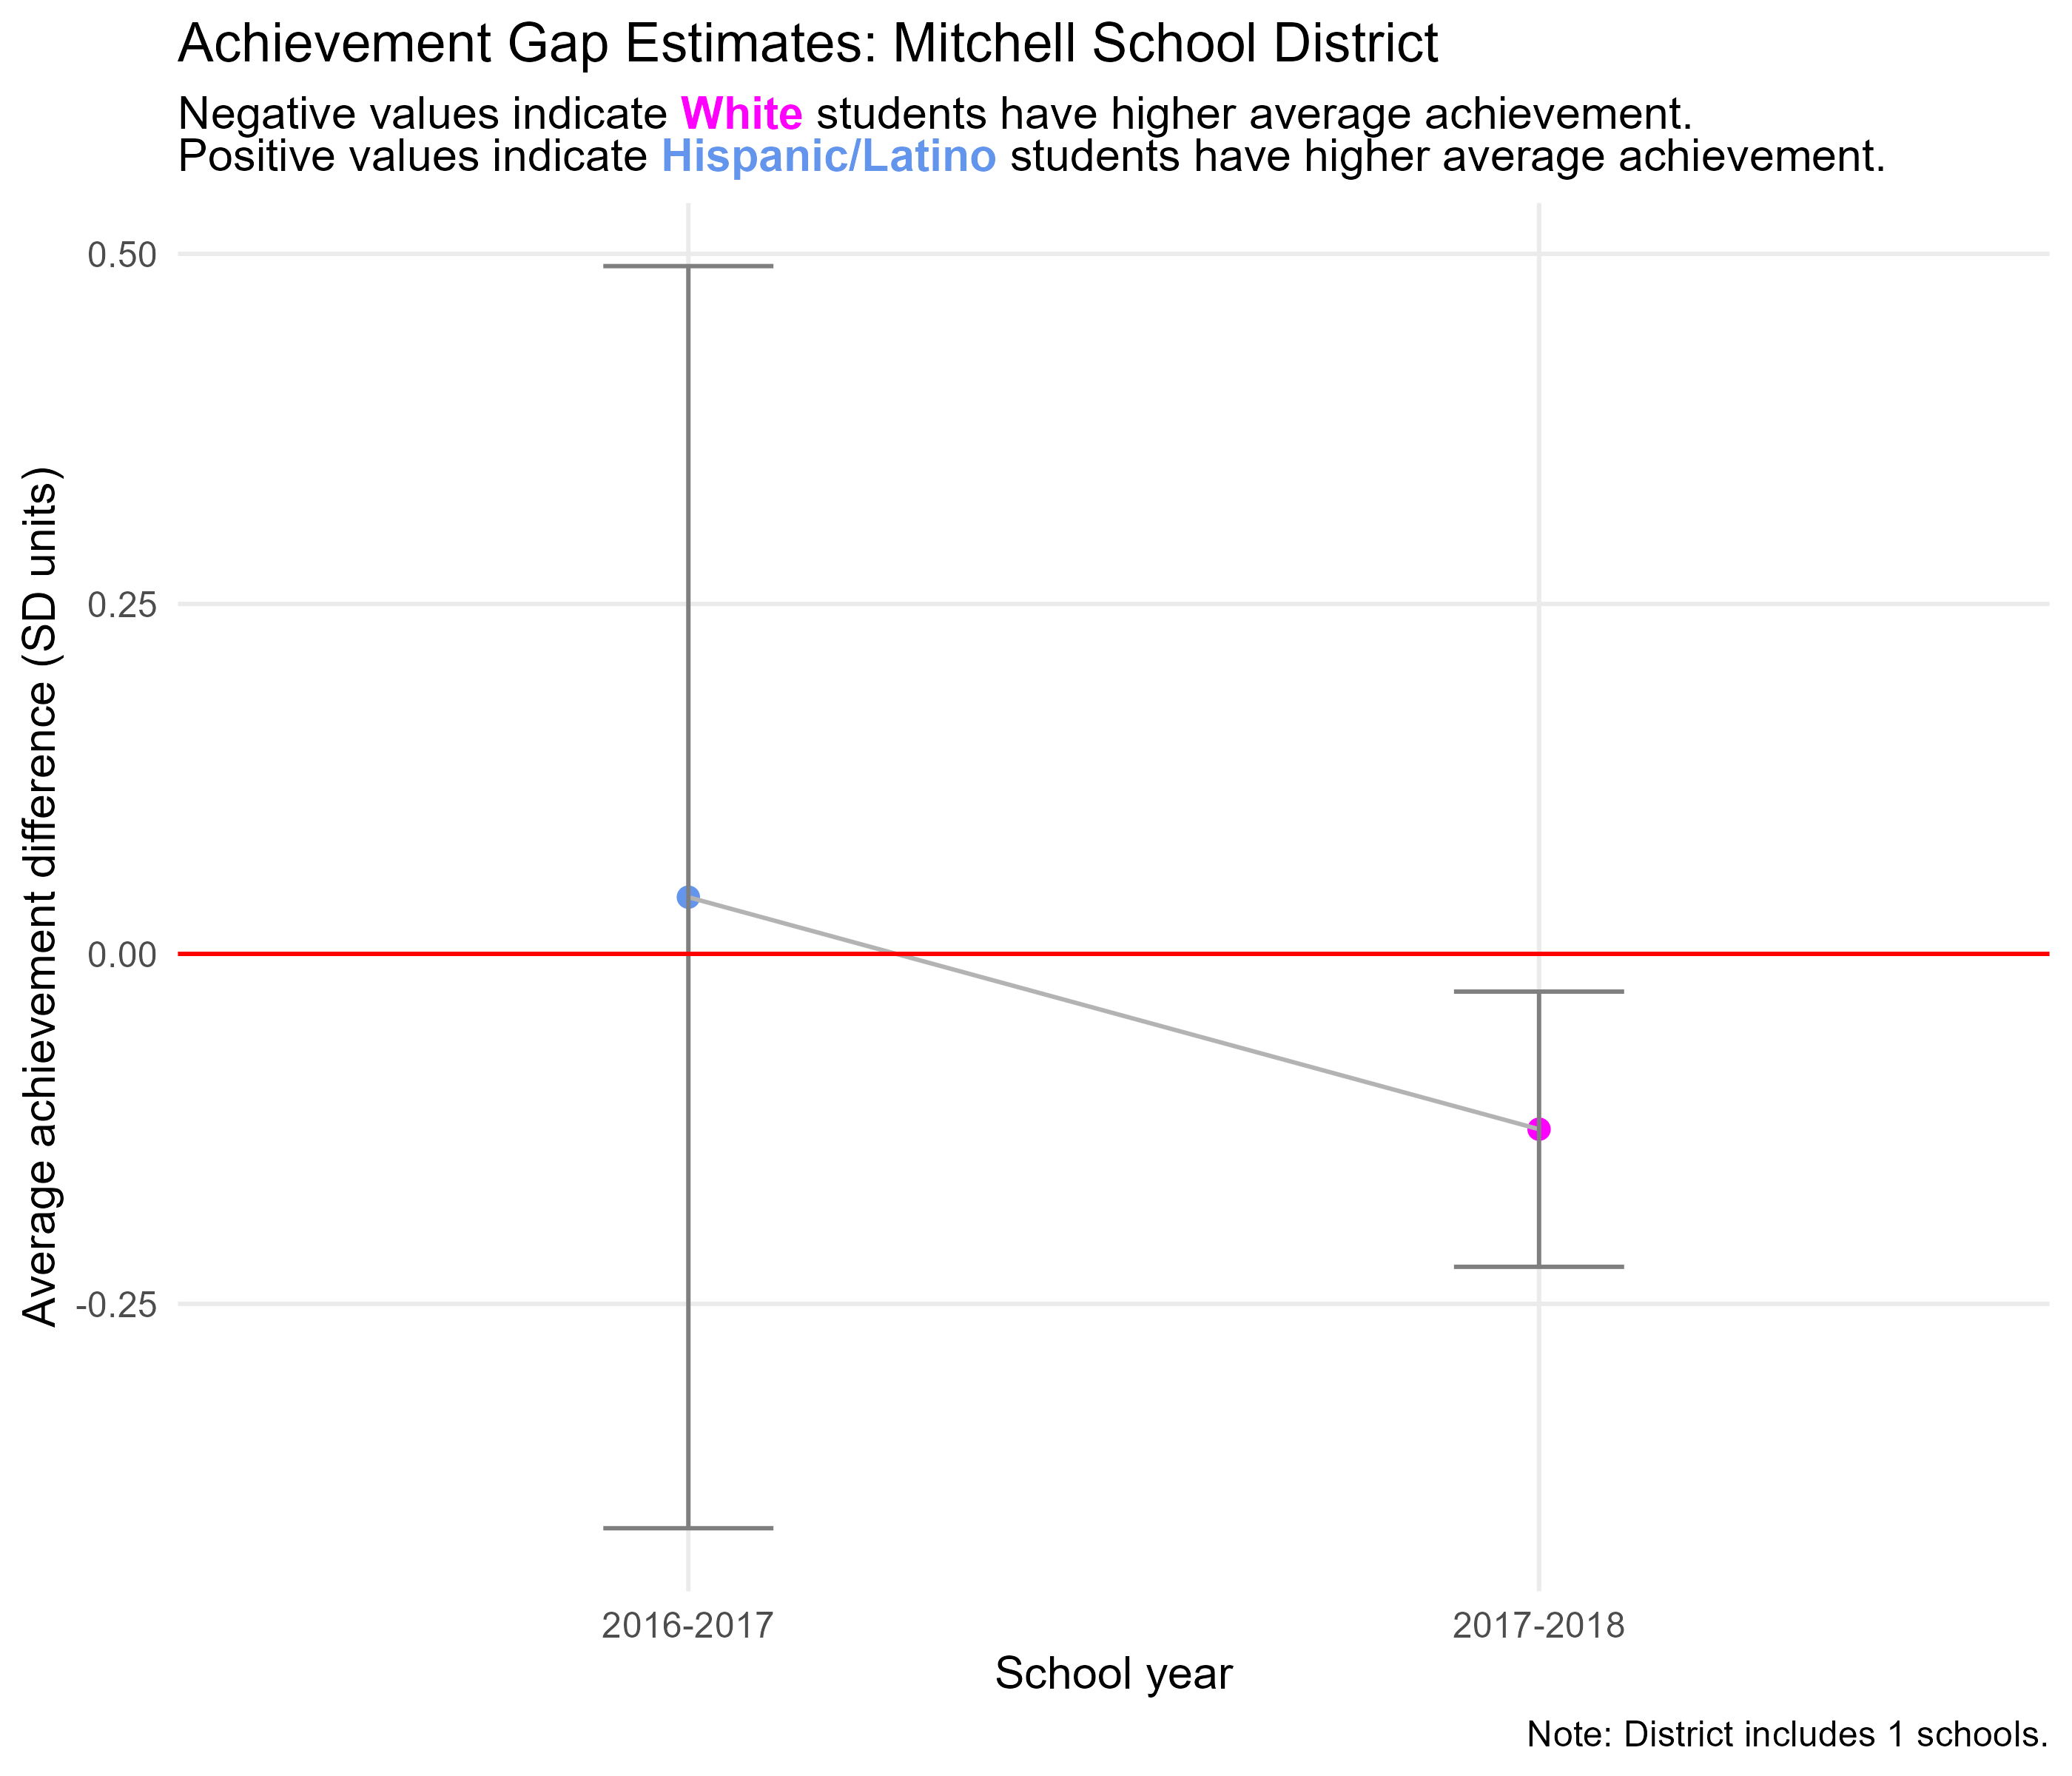 Achievement Gap Estimates: Mitchell School District
Negative values indicate White students have higher average achievement.
Positive values indicate Hispanic/Latino students have higher average achievement.
Average achievement difference (SD units)
0.50
0.25
0.00
-0.25
2016-2017
2017-2018
School year
Note: District includes 1 schools.